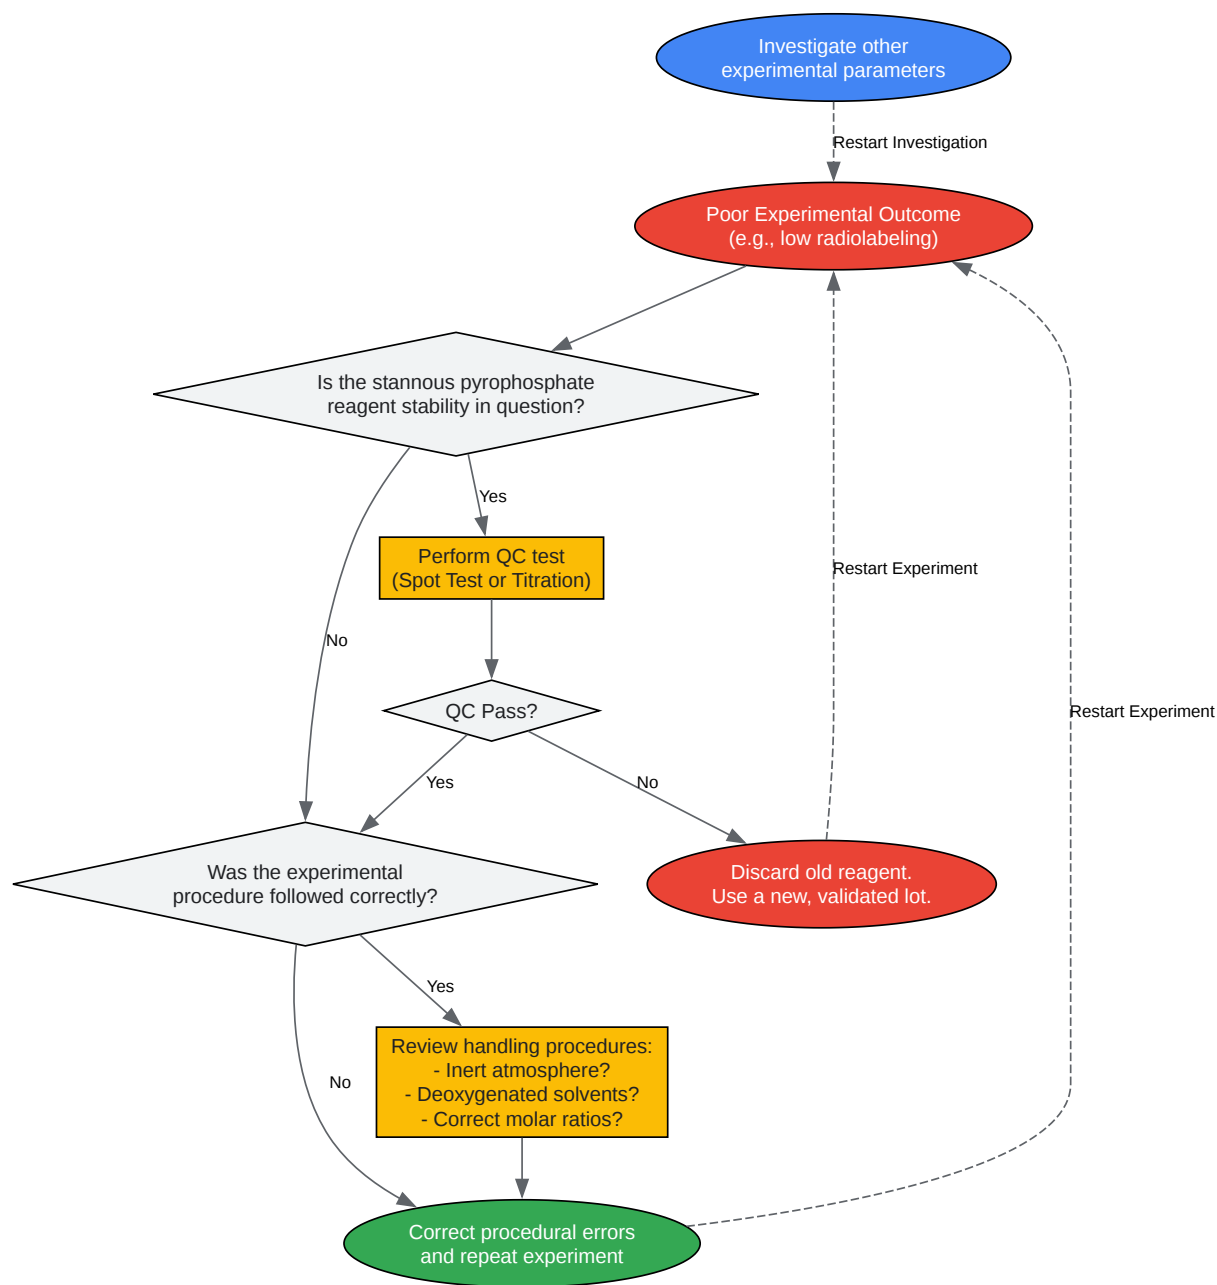 Investigate other
experimental parameters
Restart Investigation
Poor Experimental Outcome
(e.g., low radiolabeling)
Is the stannous pyrophosphate
reagent stability in question?
Yes
Perform QC test
(Spot Test or Titration)
Restart Experiment
No
QC Pass?
Restart Experiment
Yes
No
Was the experimental
procedure followed correctly?
Discard old reagent.
Use a new, validated lot.
Yes
Review handling procedures:
- Inert atmosphere?
- Deoxygenated solvents?
- Correct molar ratios?
No
Correct procedural errors
and repeat experiment